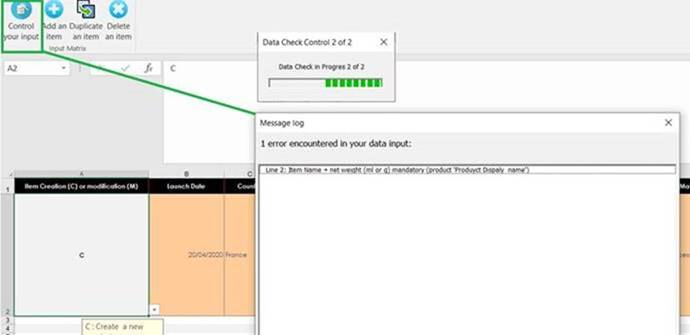 Control
your input
Add an
item
Duplicate
an item
Delete
an item
Input Matrix
Data Check Control 2 of 2
Data Check in Progres 2 of 2
A2
fx
C
Message log
1 error encountered in your data input:
Line 2: Item Name + net weight (ml or g) mandatory (product 'Produyct Dispaly name')
A
B
C
1
Item Creation (C) or modification (M)
Launch Date
Coun
Mo
C
20/04/2020
France
2
3
4
C : Create a new